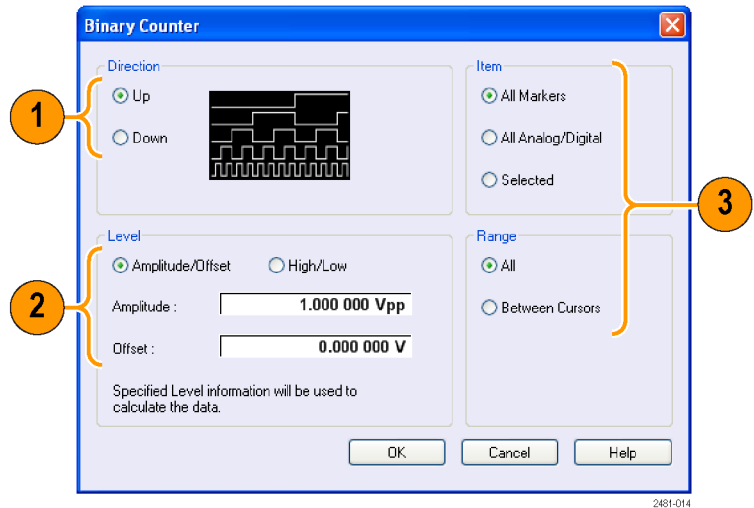 Binary Counter
Direction
Up
Down
1
Item
All Markers
All Analog/Digital
Selected
3
Level
Amplitude/Offset High/Low
Amplitude : 1.000 000 Vpp
Offset : 0.000 000 V
Specified Level information will be used to
calculate the data.
2
Range
All
Between Cursors
OK Cancel Help
2481-014